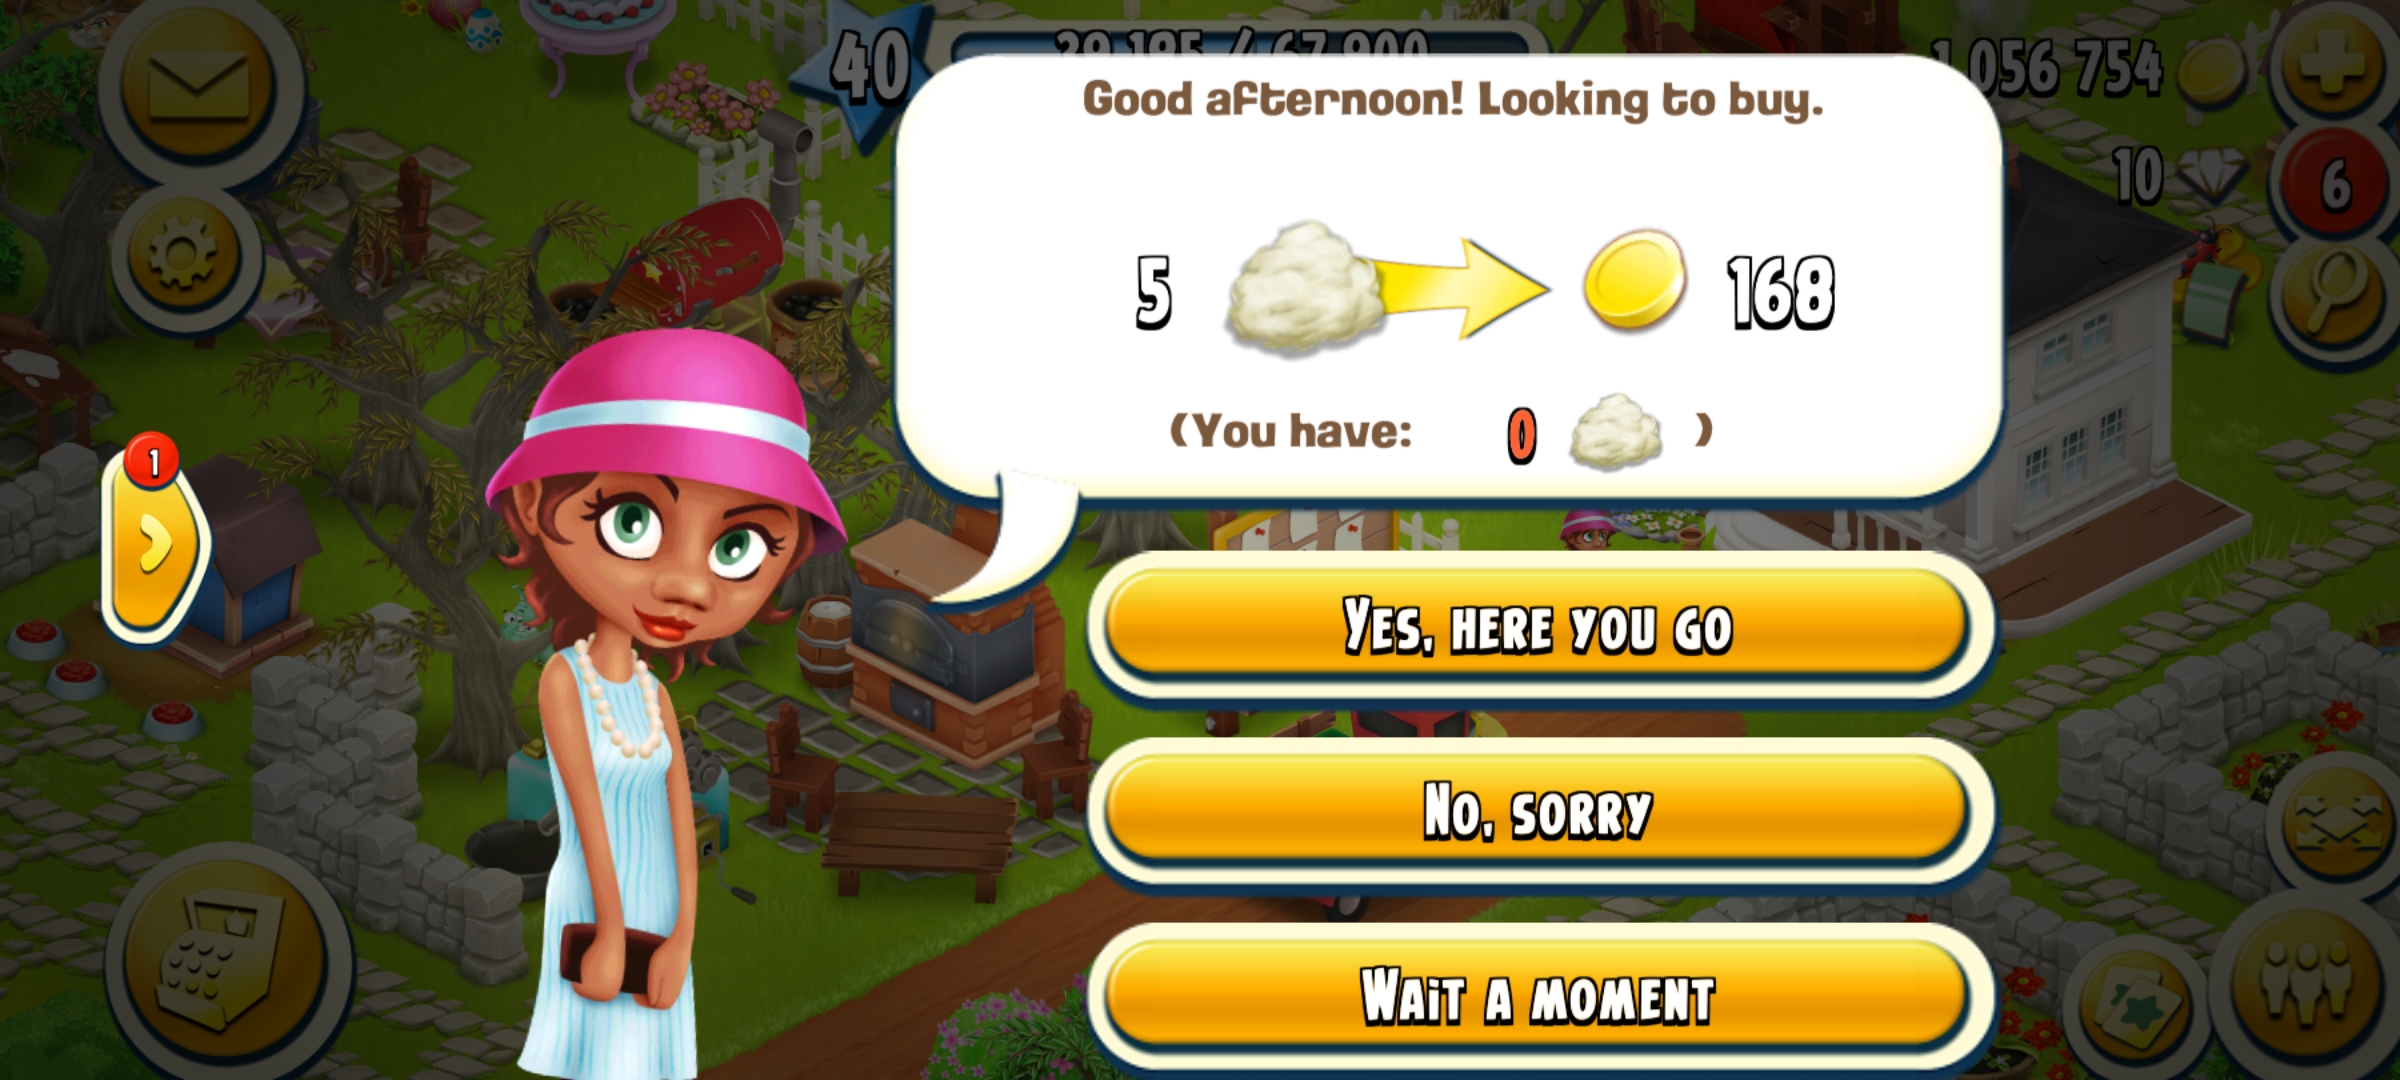 40
1 056 754
Good afternoon! Looking to buy.
10
6
5
168
(You have: 0 )
1
Yes, here you go
No, sorry
Wait a moment